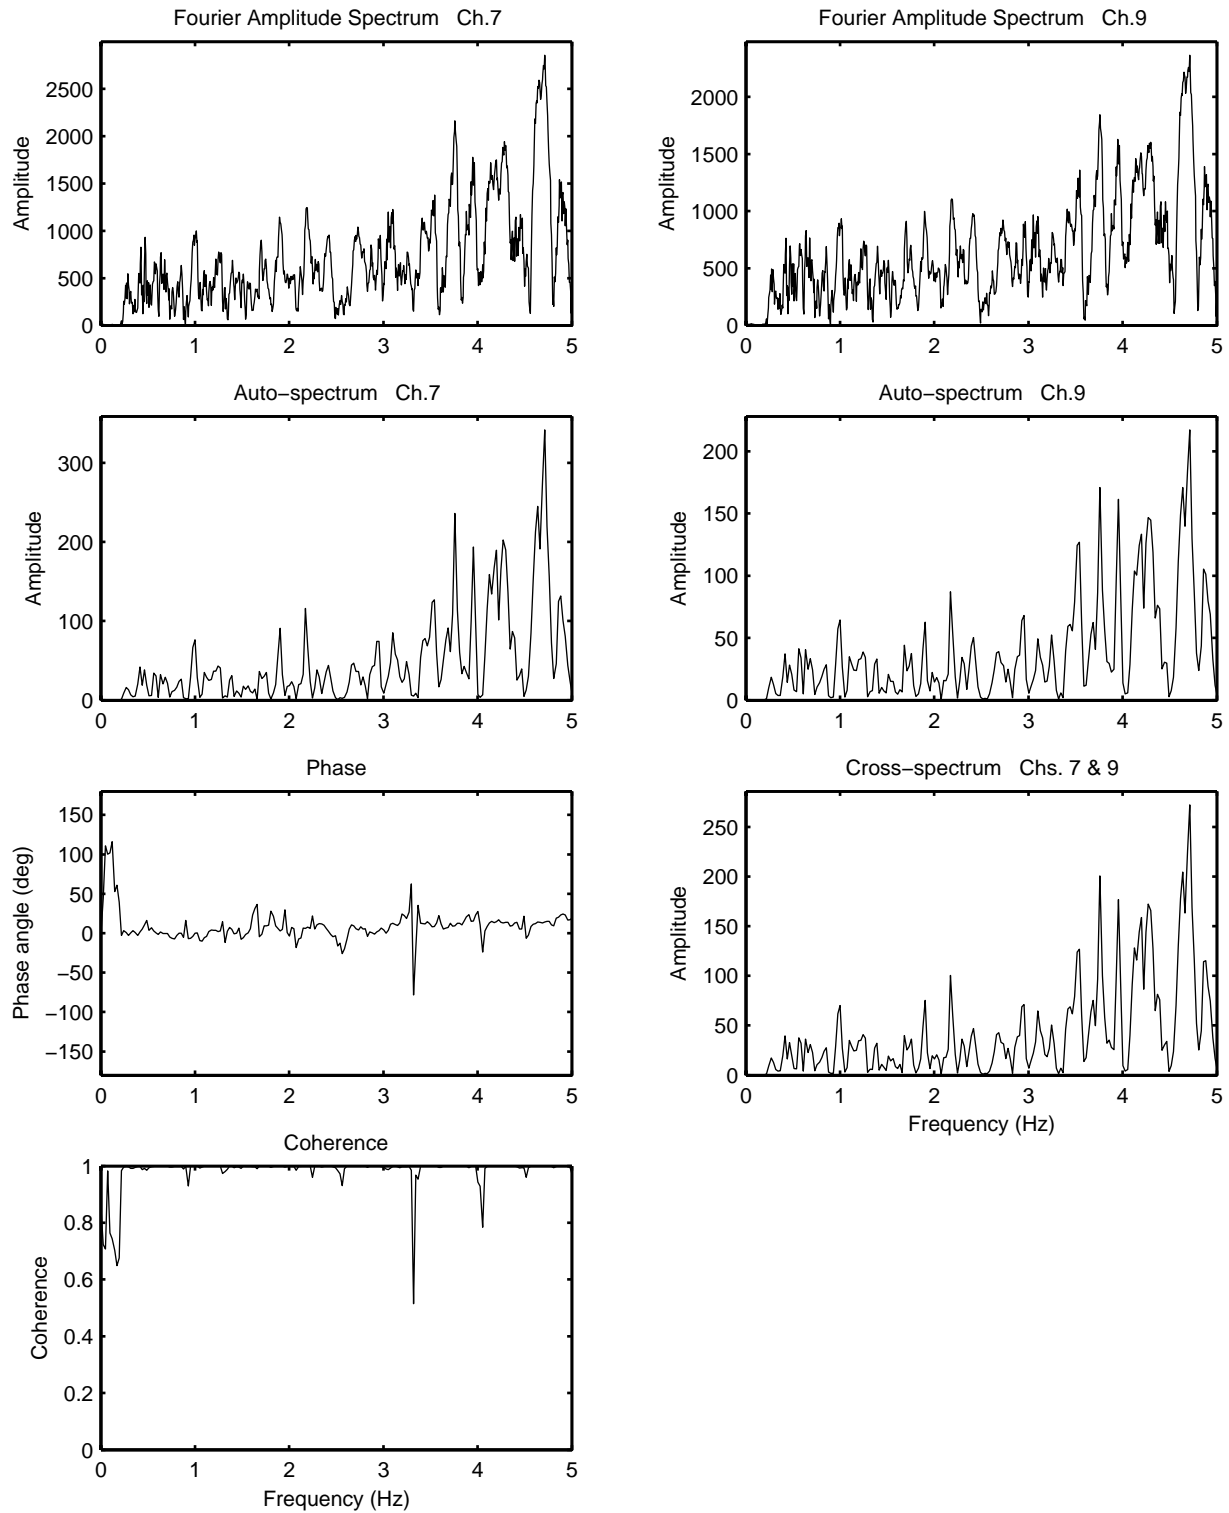 Fourier Amplitude Spectrum Ch.7
Amplitude
2500
2000
1500
1000
500
0
0 1 2 3 4 5
Fourier Amplitude Spectrum Ch.9
Amplitude
2000
1500
1000
500
0
0 1 2 3 4 5
Auto−spectrum Ch.7
Amplitude
300
200
100
0
0 1 2 3 4 5
Auto−spectrum Ch.9
Amplitude
200
150
100
50
0
0 1 2 3 4 5
Phase
Phase angle (deg)
150
100
50
0
−50
−100
−150
0 1 2 3 4 5
Cross−spectrum Chs. 7 & 9
Amplitude
250
200
150
100
50
0
0 1 2 3 4 5
Frequency (Hz)
Coherence
Coherence
1
0.8
0.6
0.4
0.2
0
0 1 2 3 4 5
Frequency (Hz)